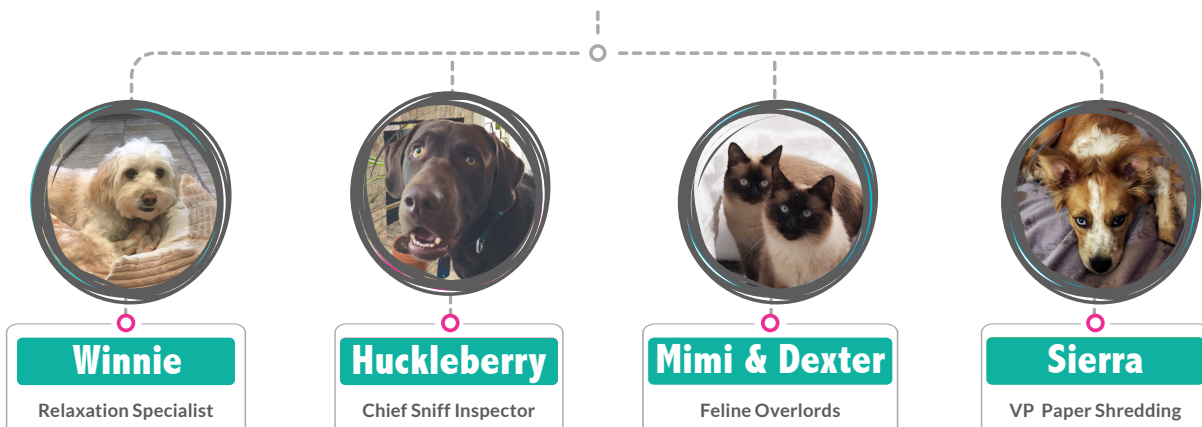 Winnie
Relaxation Specialist
Huckleberry
Chief Sniff Inspector
Mimi & Dexter
Feline Overlords
Sierra
VP Paper Shredding